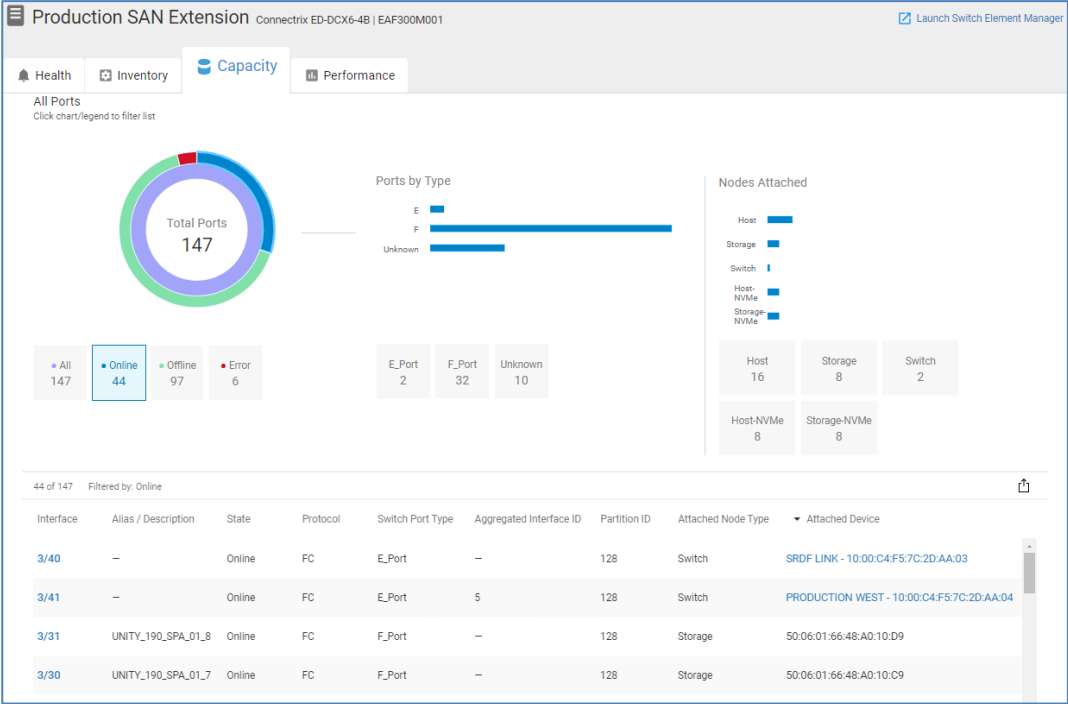 Production SAN Extension Connectrix ED-DCX6-4B | EAF300M001
Launch Switch Element Manager
Health Inventory Capacity Performance
All Ports
Click chart/legend to filter list
Total Ports
147
All
147
Online
44
Offline
97
Error
6
Ports by Type
E
F
Unknown
E_Port
2
F_Port
32
Unknown
10
Nodes Attached
Host
Storage
Switch
Host-
NVMe
Storage-
NVMe
Host
16
Storage
8
Switch
2
Host-NVMe
8
Storage-NVMe
8
44 of 147 Filtered by: Online
Interface Alias / Description State Protocol Switch Port Type Aggregated Interface ID Partition ID Attached Node Type Attached Device
3/40 – Online FC E_Port – 128 Switch SRDF LINK - 10:00:C4:F5:7C:2D:AA:03
3/41 – Online FC E_Port 5 128 Switch PRODUCTION WEST - 10:00:C4:F5:7C:2D:AA:04
3/31 UNITY_190_SPA_01_8 Online FC F_Port – 128 Storage 50:06:01:66:48:A0:10:D9
3/30 UNITY_190_SPA_01_7 Online FC F_Port – 128 Storage 50:06:01:66:48:A0:10:C9